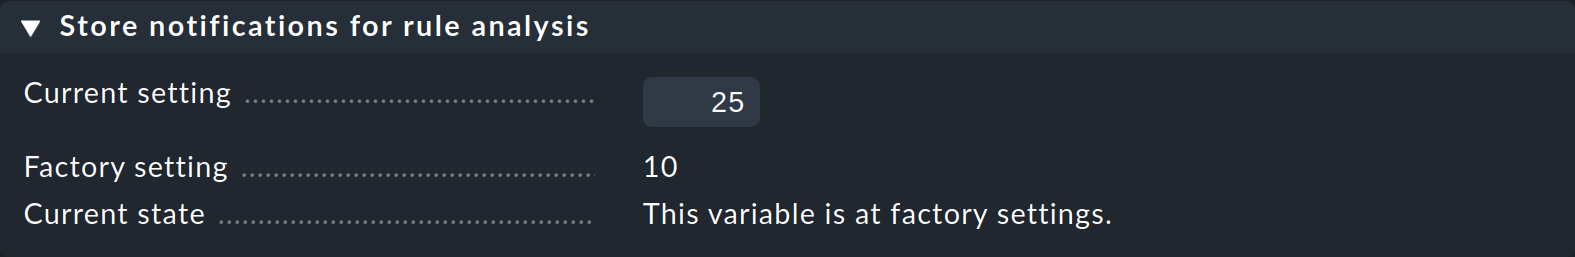 Store notifications for rule analysis
Current setting 25
Factory setting 10
Current state This variable is at factory settings.